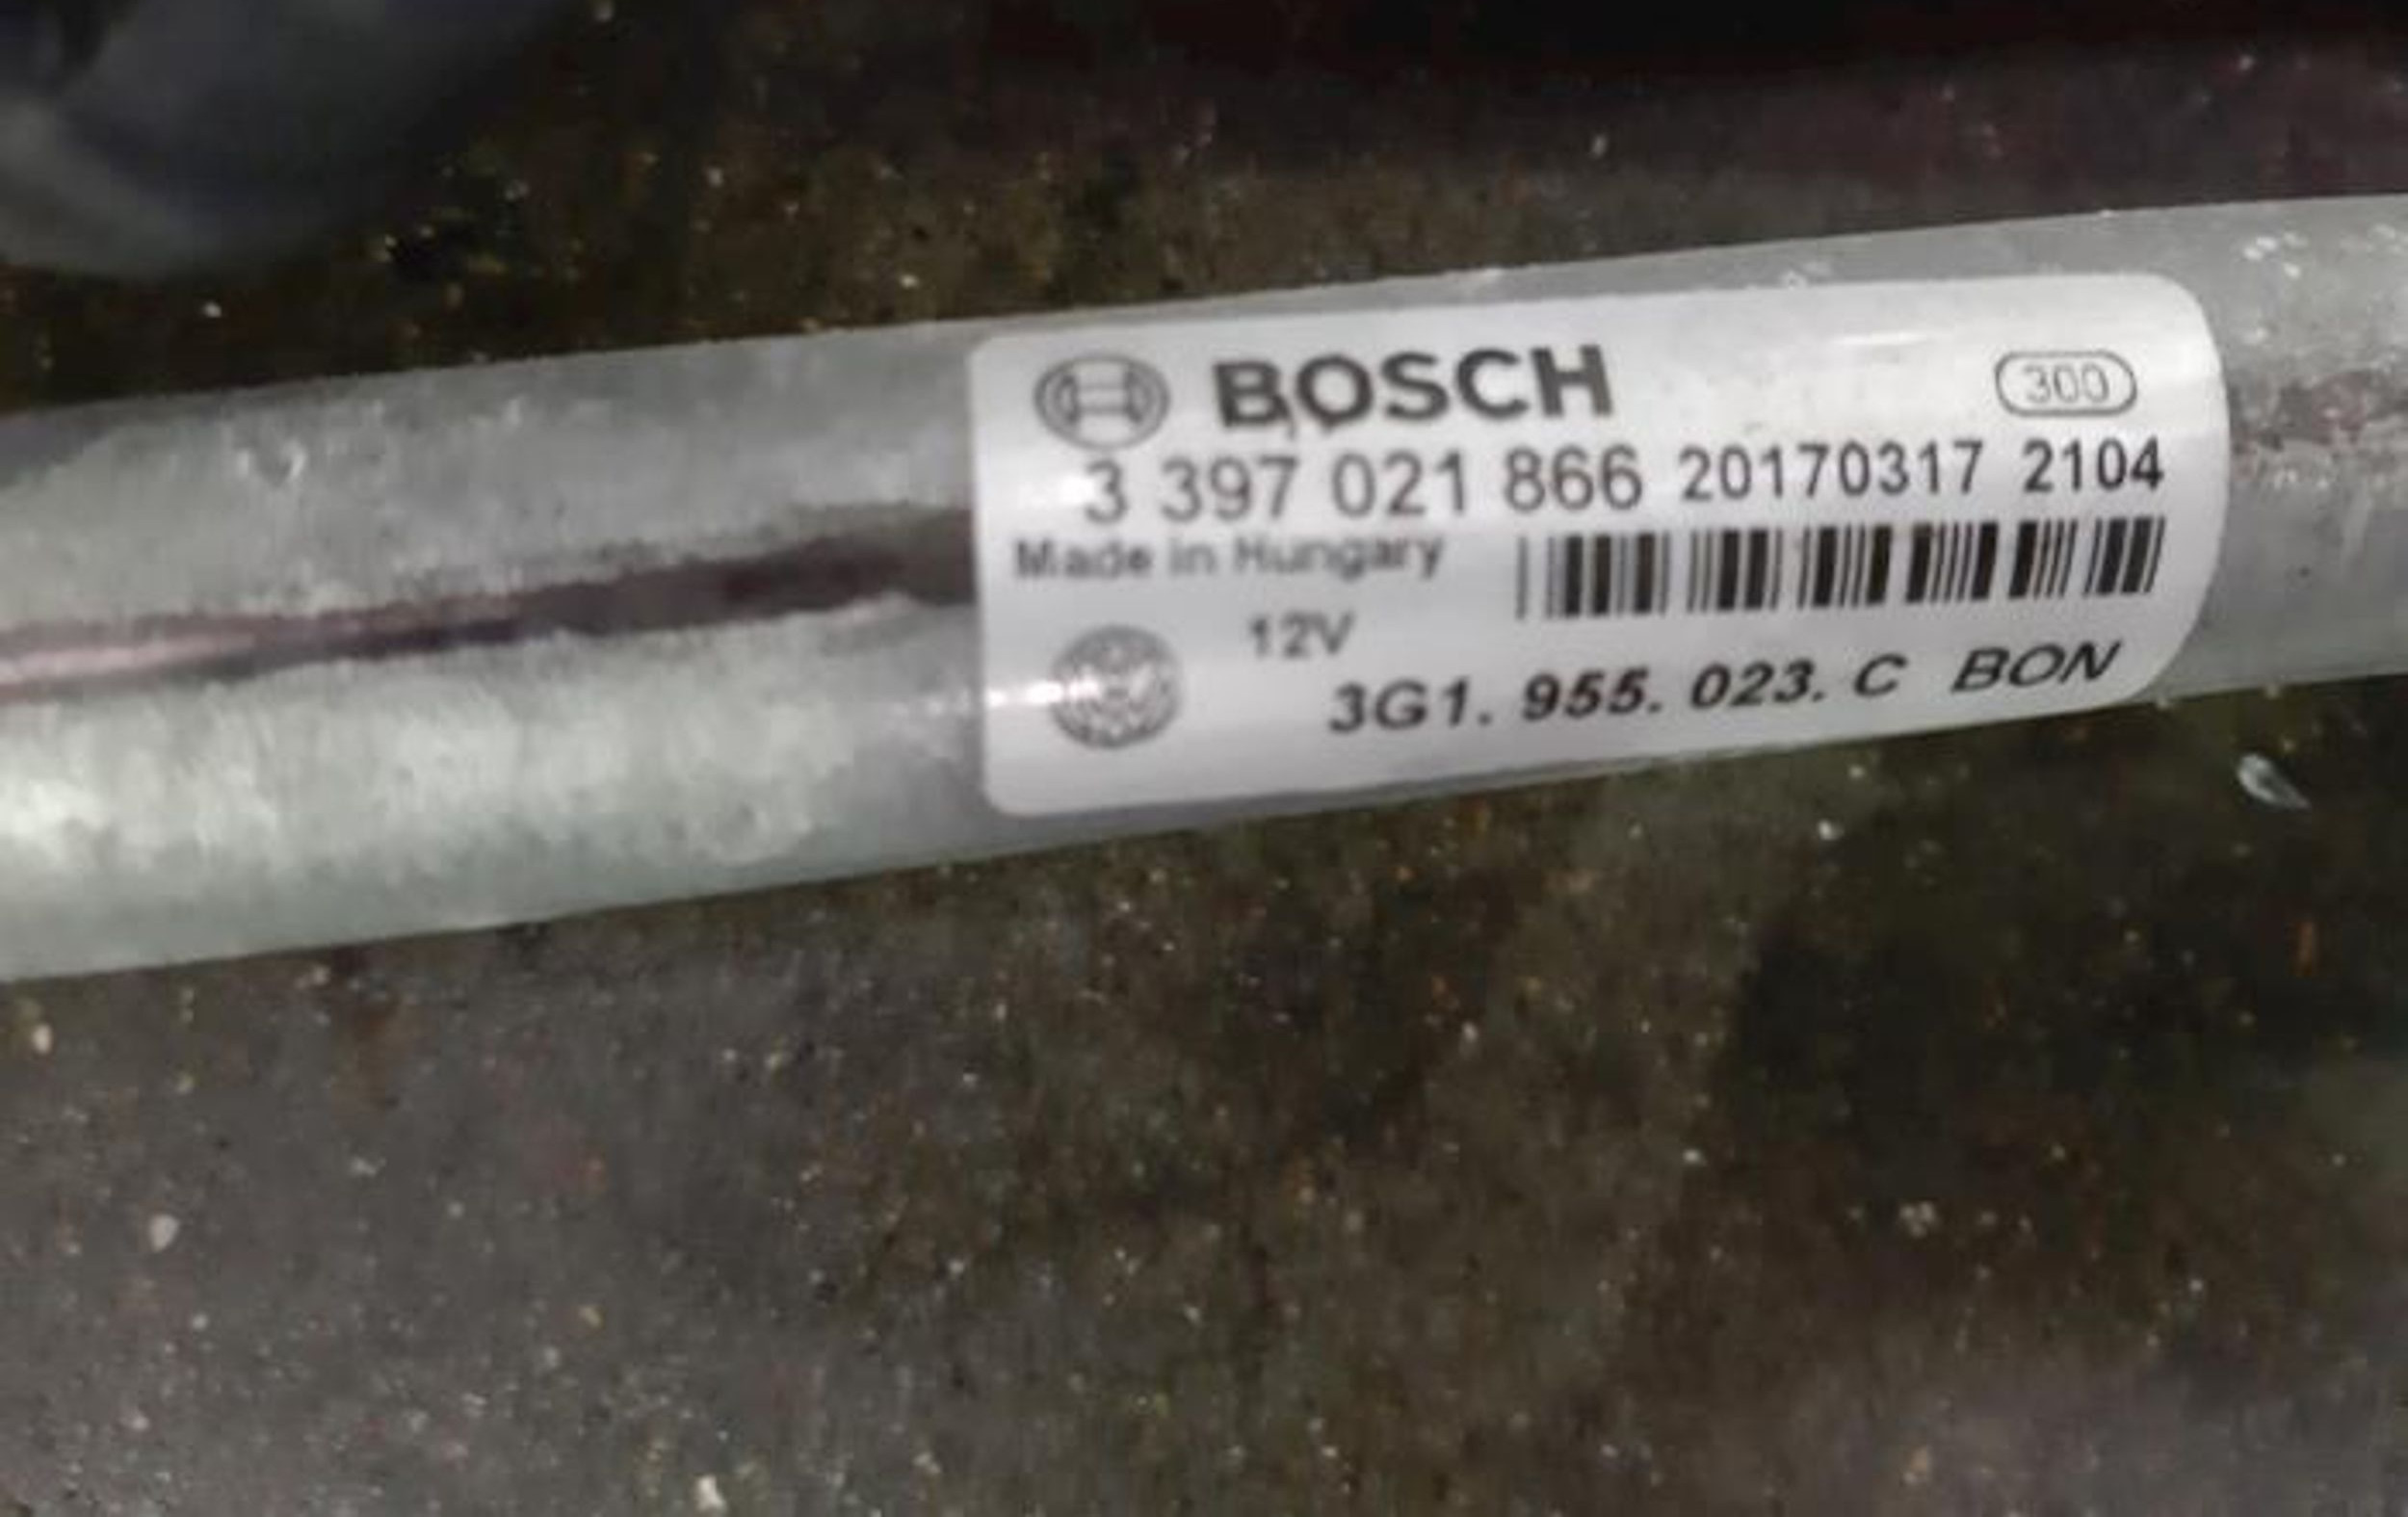 BOSCH 300
3 397 021 866 20170317 2104
Made in Hungary
12V
3G1. 955. 023. C BON